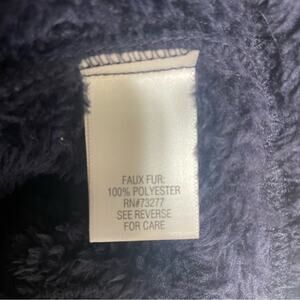 FAUX FUR:
100% POLYESTER
RN#73277
SEE REVERSE
FOR CARE